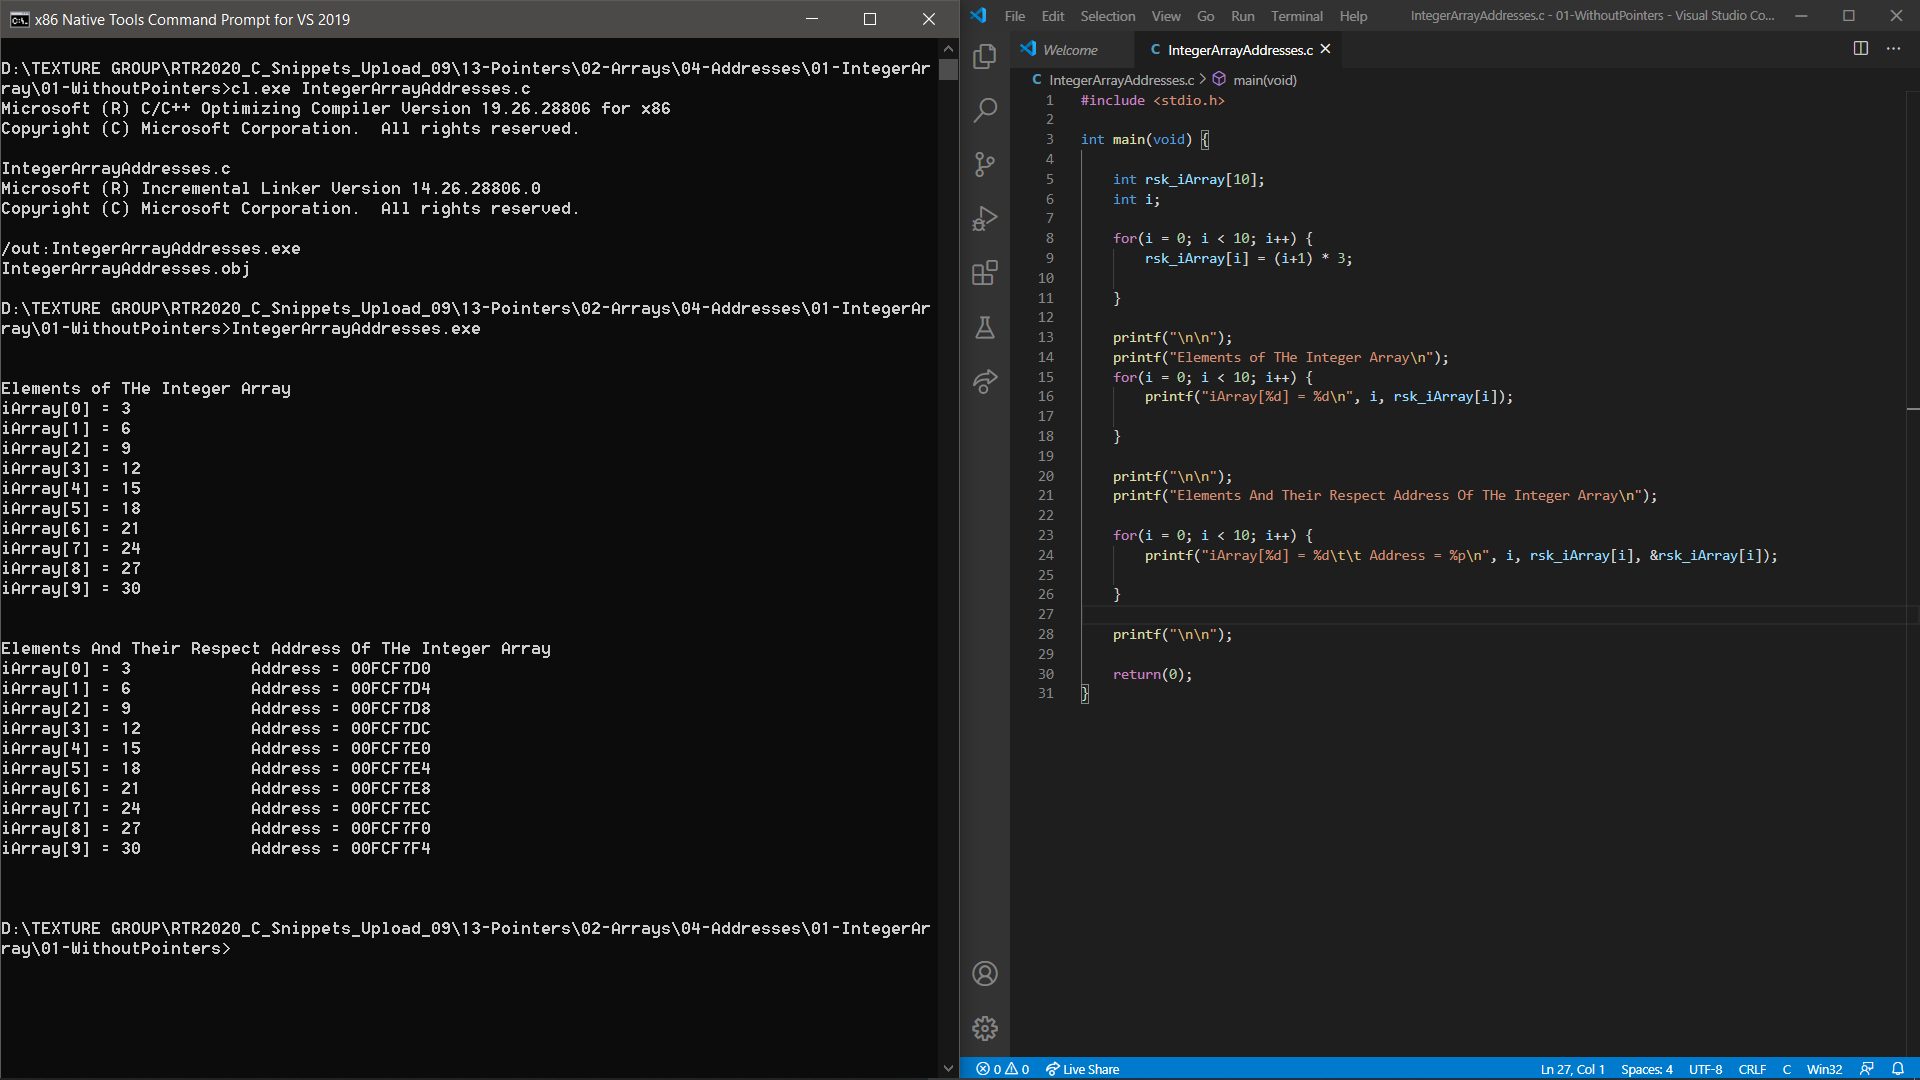 x86 Native Tools Command Prompt for VS 2019
D:\TEXTURE GROUP\RTR2020_C_Snippets_Upload_09\13-Pointers\02-Arrays\04-Addresses\01-IntegerAr
ray\01-WithoutPointers>cl.exe IntegerArrayAddresses.c
Microsoft (R) C/C++ Optimizing Compiler Version 19.26.28806 for x86
Copyright (C) Microsoft Corporation.  All rights reserved.
IntegerArrayAddresses.c
Microsoft (R) Incremental Linker Version 14.26.28806.0
Copyright (C) Microsoft Corporation.  All rights reserved.
/out:IntegerArrayAddresses.exe
IntegerArrayAddresses.obj
D:\TEXTURE GROUP\RTR2020_C_Snippets_Upload_09\13-Pointers\02-Arrays\04-Addresses\01-IntegerAr
ray\01-WithoutPointers>IntegerArrayAddresses.exe
Elements of THe Integer Array
iArray[0] = 3
iArray[1] = 6
iArray[2] = 9
iArray[3] = 12
iArray[4] = 15
iArray[5] = 18
iArray[6] = 21
iArray[7] = 24
iArray[8] = 27
iArray[9] = 30
Elements And Their Respect Address Of THe Integer Array
iArray[0] = 3            Address = 00FCF7D0
iArray[1] = 6            Address = 00FCF7D4
iArray[2] = 9            Address = 00FCF7D8
iArray[3] = 12           Address = 00FCF7DC
iArray[4] = 15           Address = 00FCF7E0
iArray[5] = 18           Address = 00FCF7E4
iArray[6] = 21           Address = 00FCF7E8
iArray[7] = 24           Address = 00FCF7EC
iArray[8] = 27           Address = 00FCF7F0
iArray[9] = 30           Address = 00FCF7F4
D:\TEXTURE GROUP\RTR2020_C_Snippets_Upload_09\13-Pointers\02-Arrays\04-Addresses\01-IntegerAr
ray\01-WithoutPointers>
File Edit Selection View Go Run Terminal Help IntegerArrayAddresses.c - 01-WithoutPointers - Visual Studio Co...
Welcome C IntegerArrayAddresses.c
C IntegerArrayAddresses.c > main(void)
1 #include <stdio.h>
2
3 int main(void) {
4
5     int rsk_iArray[10];
6     int i;
7
8     for(i = 0; i < 10; i++) {
9         rsk_iArray[i] = (i+1) * 3;
10
11     }
12
13     printf("\n\n");
14     printf("Elements of THe Integer Array\n");
15     for(i = 0; i < 10; i++) {
16         printf("iArray[%d] = %d\n", i, rsk_iArray[i]);
17
18     }
19
20     printf("\n\n");
21     printf("Elements And Their Respect Address Of THe Integer Array\n");
22
23     for(i = 0; i < 10; i++) {
24         printf("iArray[%d] = %d\t\t Address = %p\n", i, rsk_iArray[i], &rsk_iArray[i]);
25
26     }
27
28     printf("\n\n");
29
30     return(0);
31 }
0 0 Live Share Ln 27, Col 1 Spaces: 4 UTF-8 CRLF C Win32